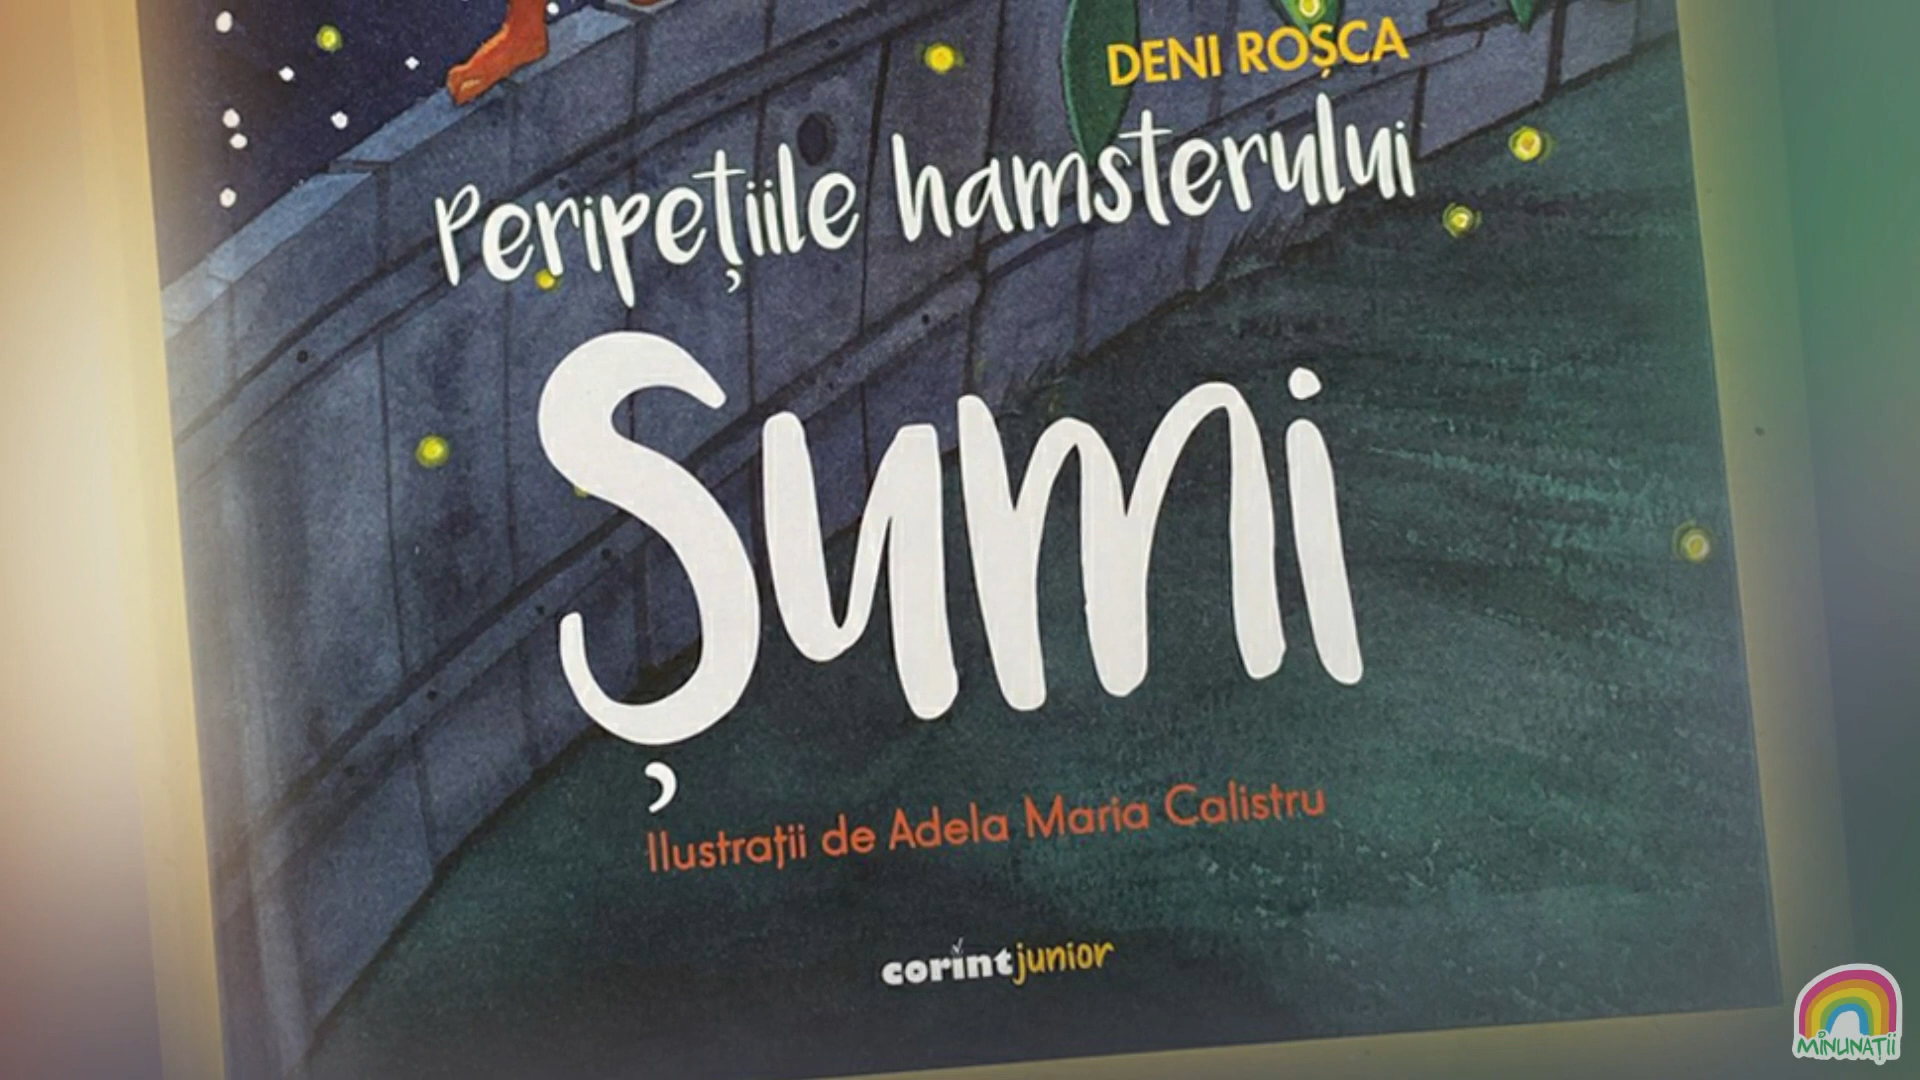 DENI ROȘCA
Peripețiile hamsterului
Șumi
Ilustrații de Adela Maria Calistru
corint junior
MINUNAȚII